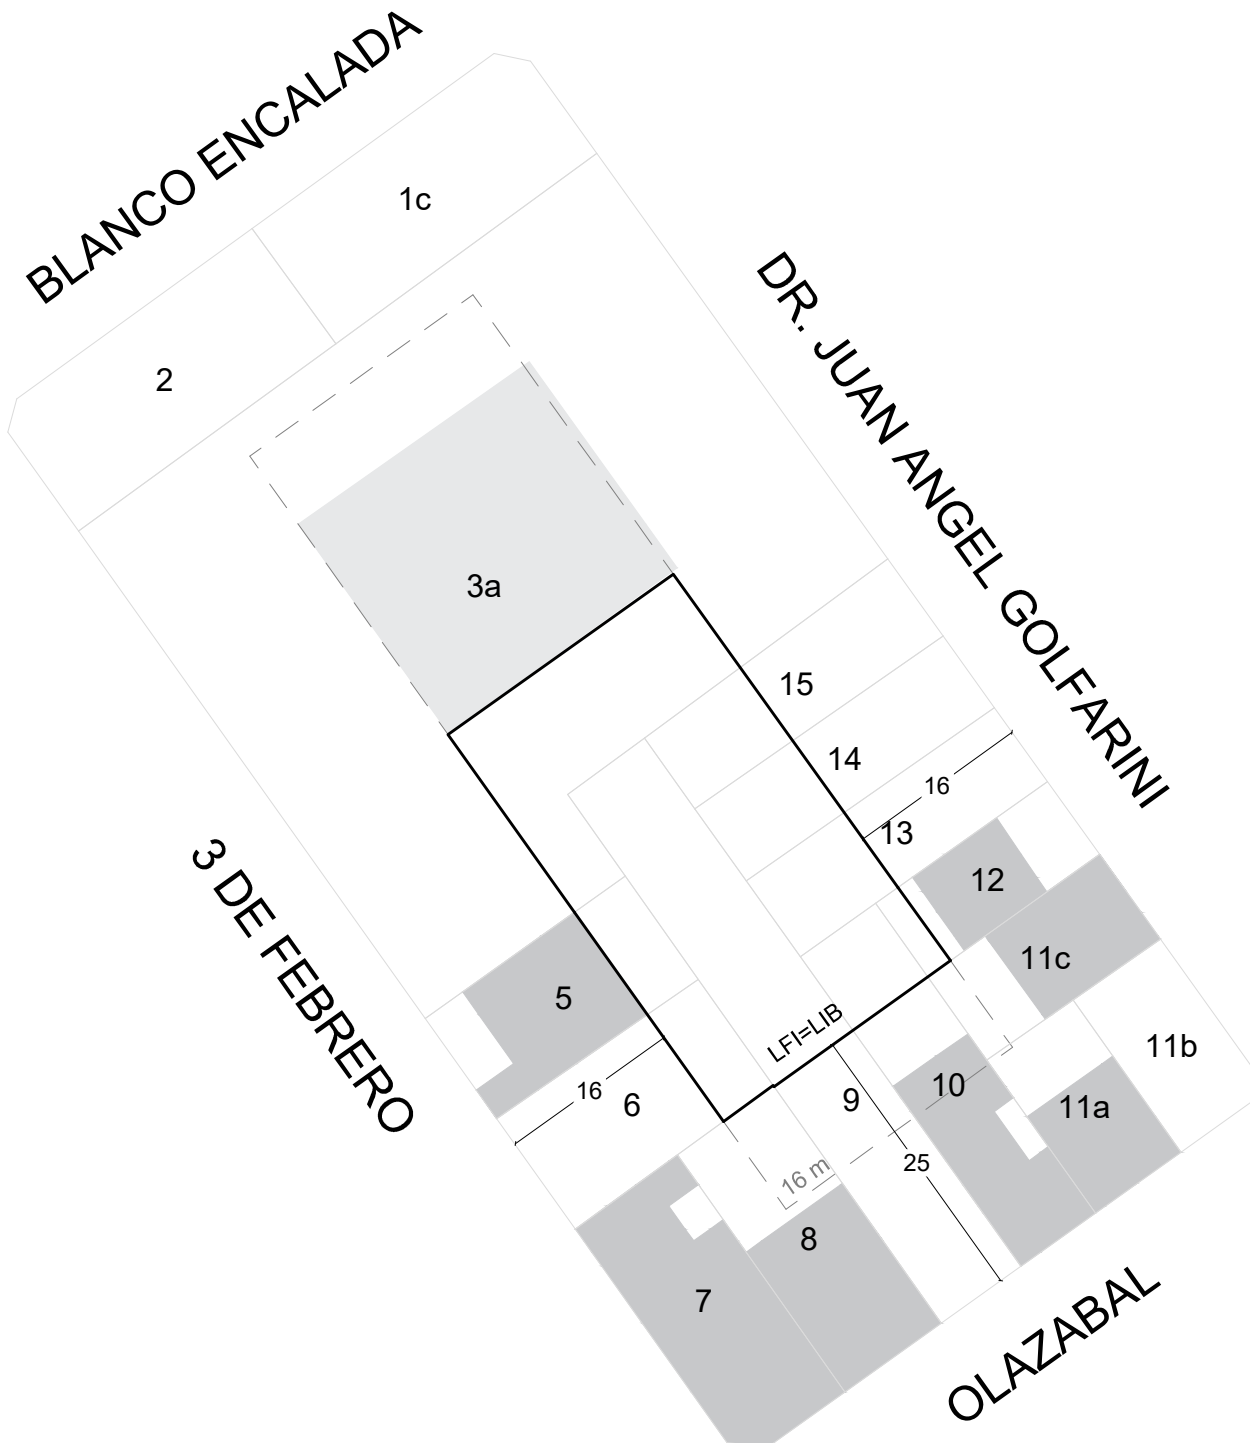 BLANCO ENCALADA
1c
2
DR. JUAN ANGEL GOLFARINI
3a
15
14
16
13
12
3 DE FEBRERO
11c
5
LFI=LIB
11b
10
16
6
9
11a
25
16 m
8
7
OLAZABAL